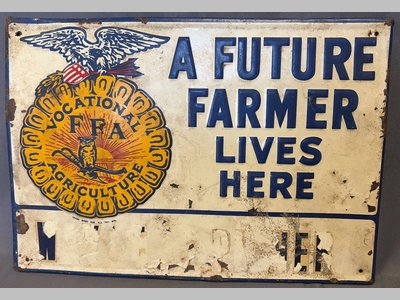 A FUTURE
FARMER
LIVES
HERE
VOCATIONAL
FFA
AGRICULTURE